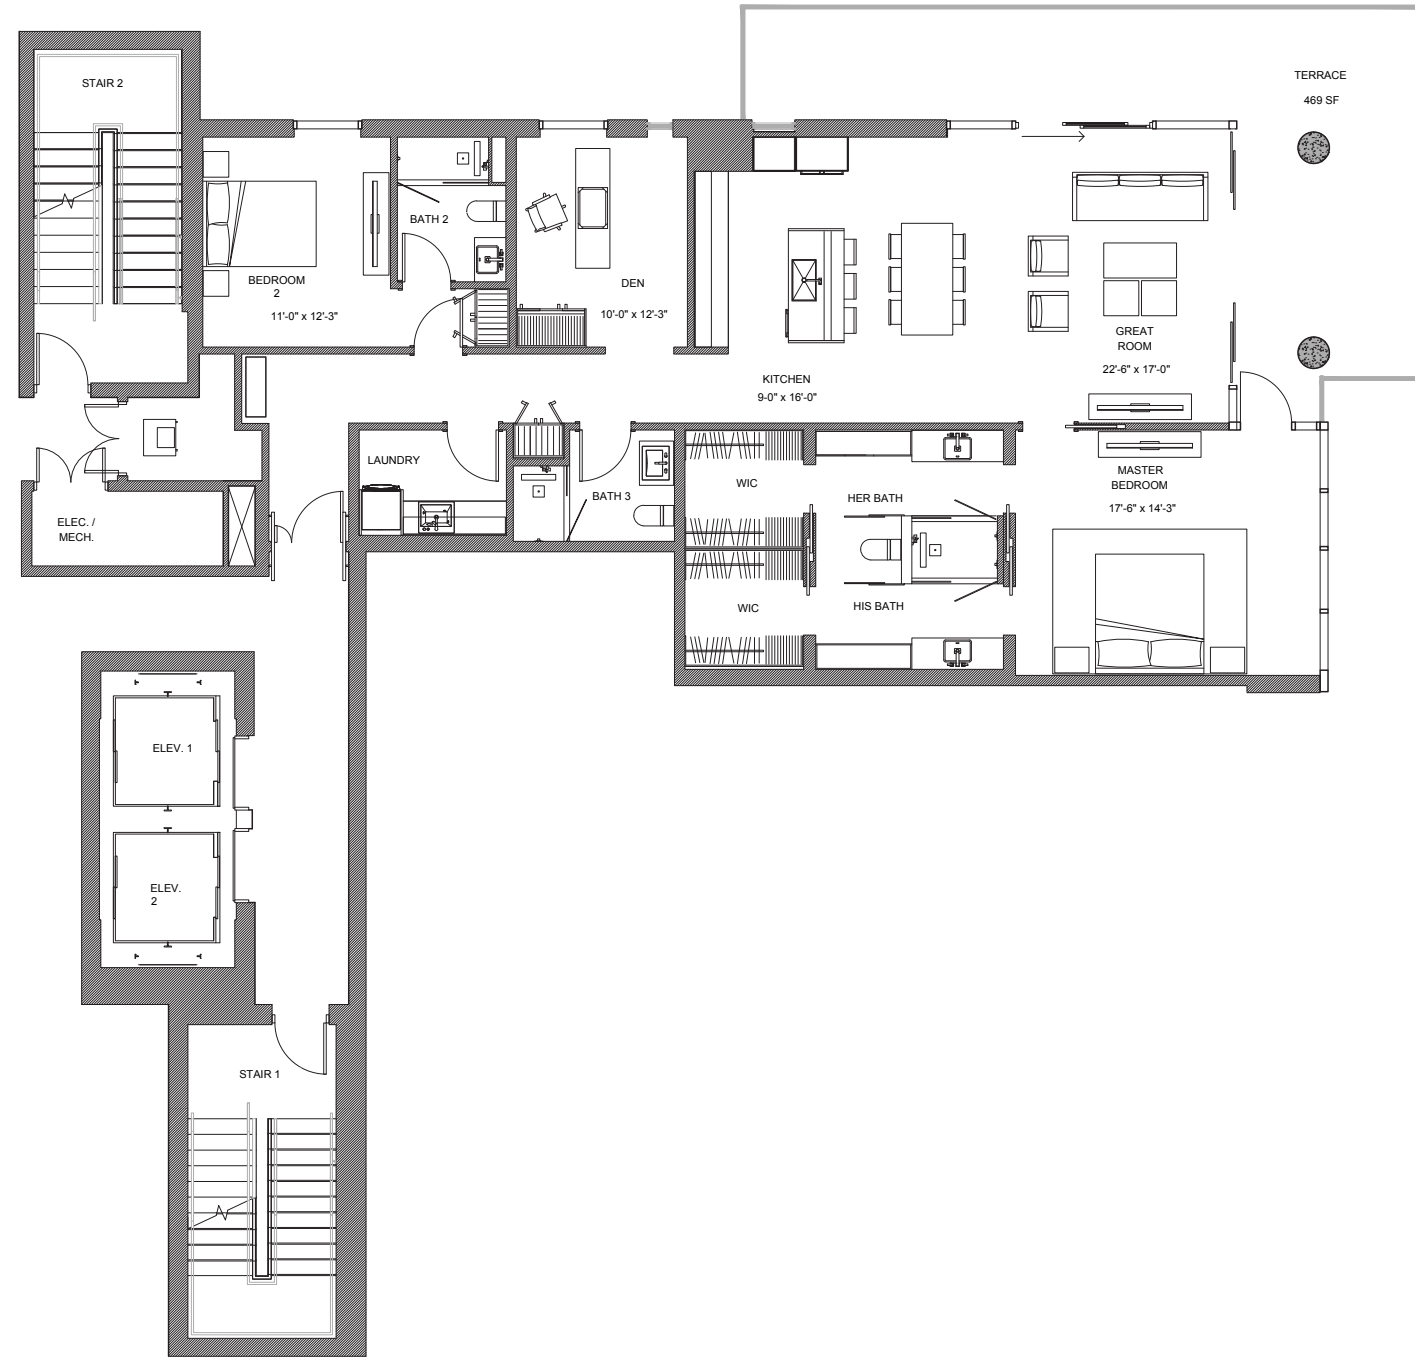 TERRACE
469 SF
STAIR 2
BATH 2
BEDROOM
2
11'-0" x 12'-3"
DEN
10'-0" x 12'-3"
GREAT
ROOM
22'-6" x 17'-0"
KITCHEN
9-0" x 16'-0"
LAUNDRY
BATH 3
WIC
HER BATH
MASTER
BEDROOM
17'-6" x 14'-3"
ELEC. /
MECH.
WIC
HIS BATH
ELEV. 1
ELEV.
2
STAIR 1